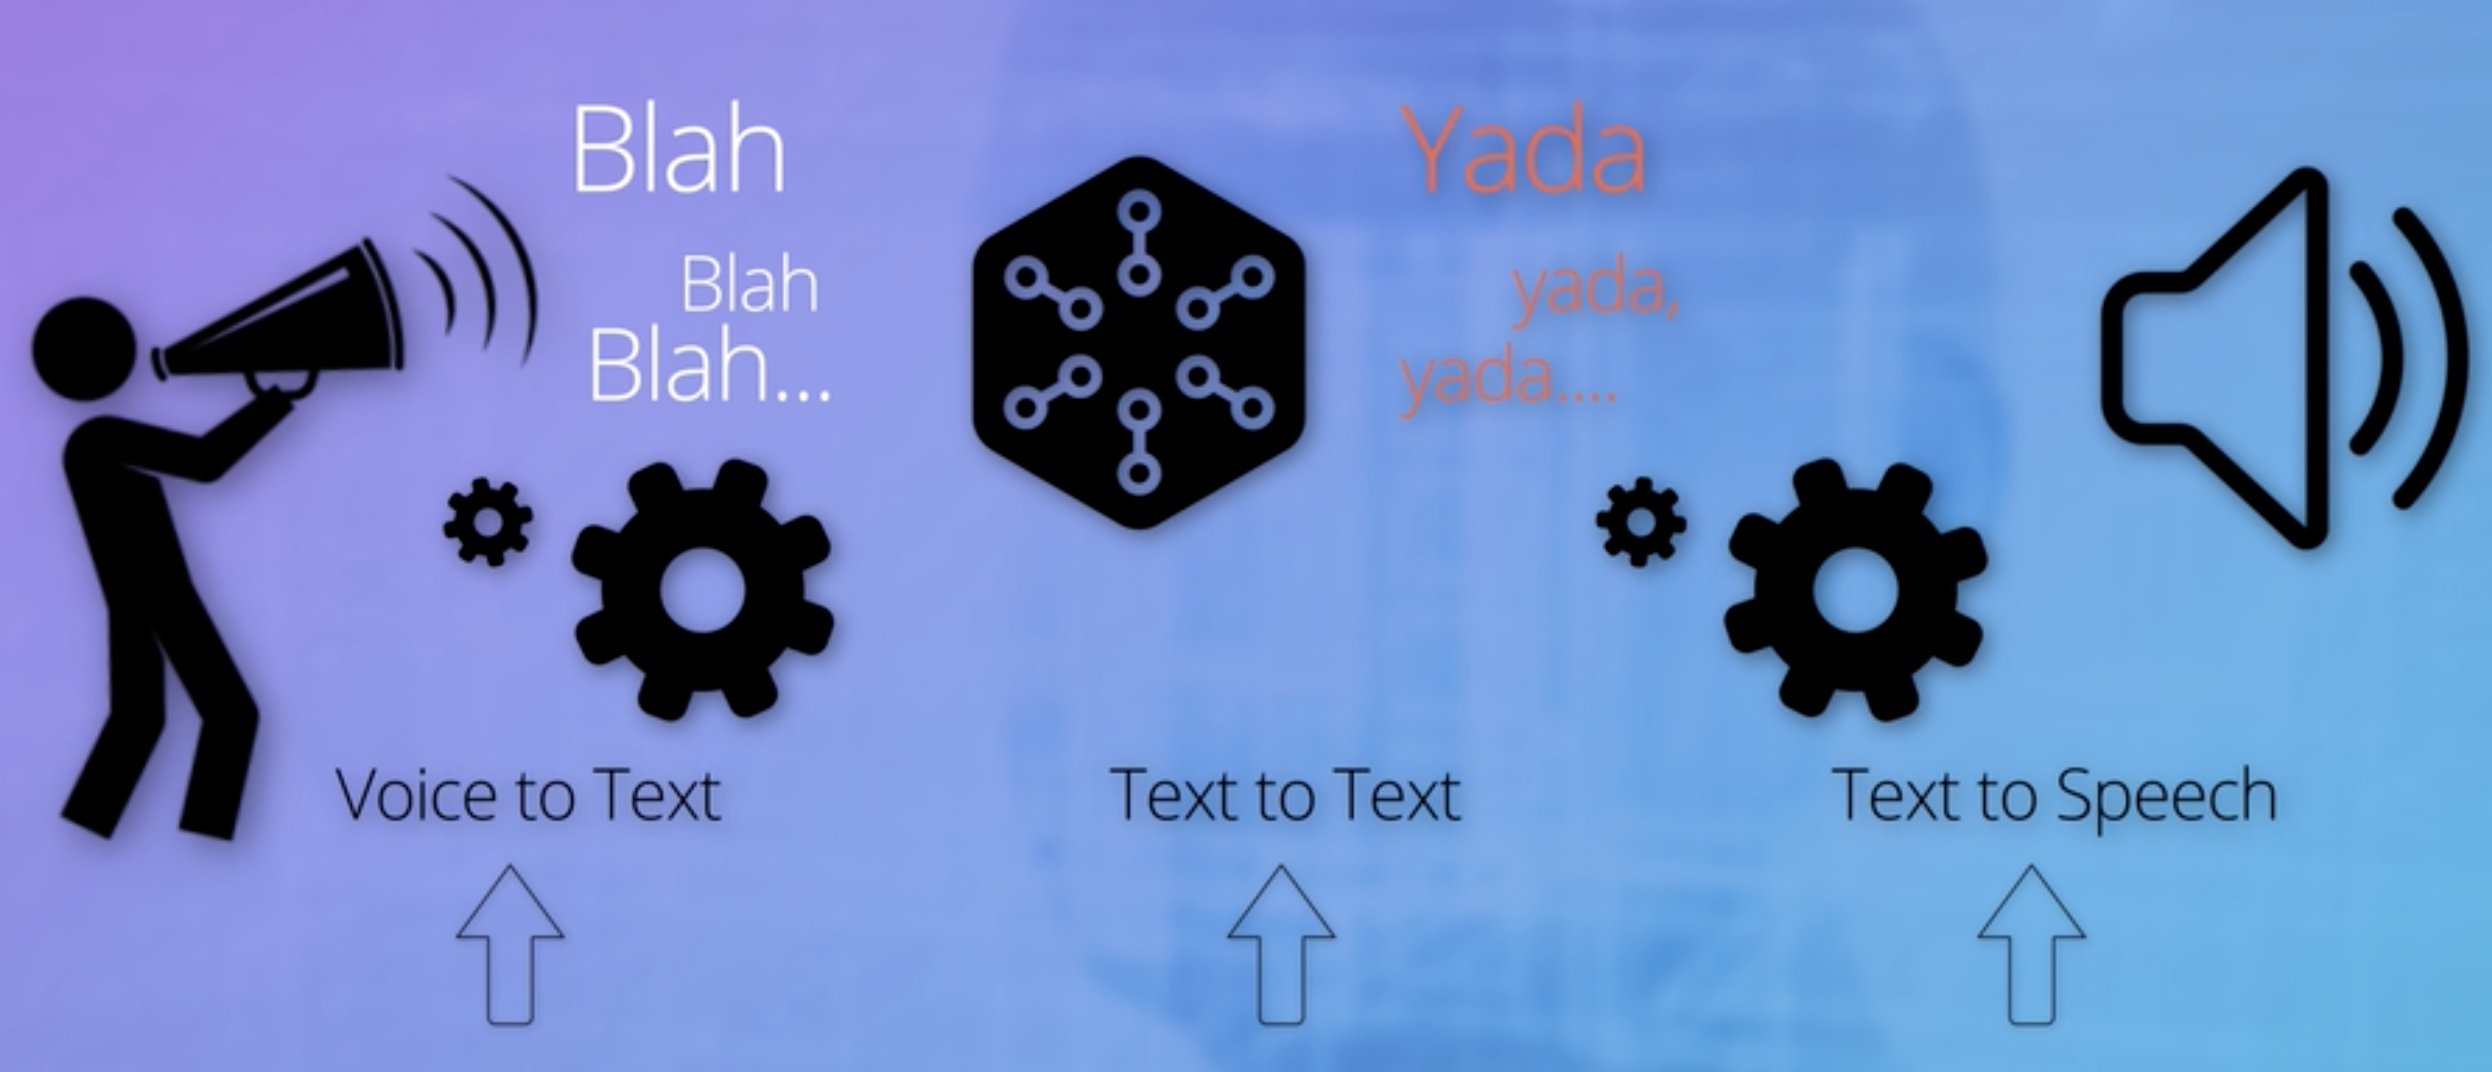 Blah
Blah
Blah...
Yada
yada,
yada....
Voice to Text
Text to Text
Text to Speech